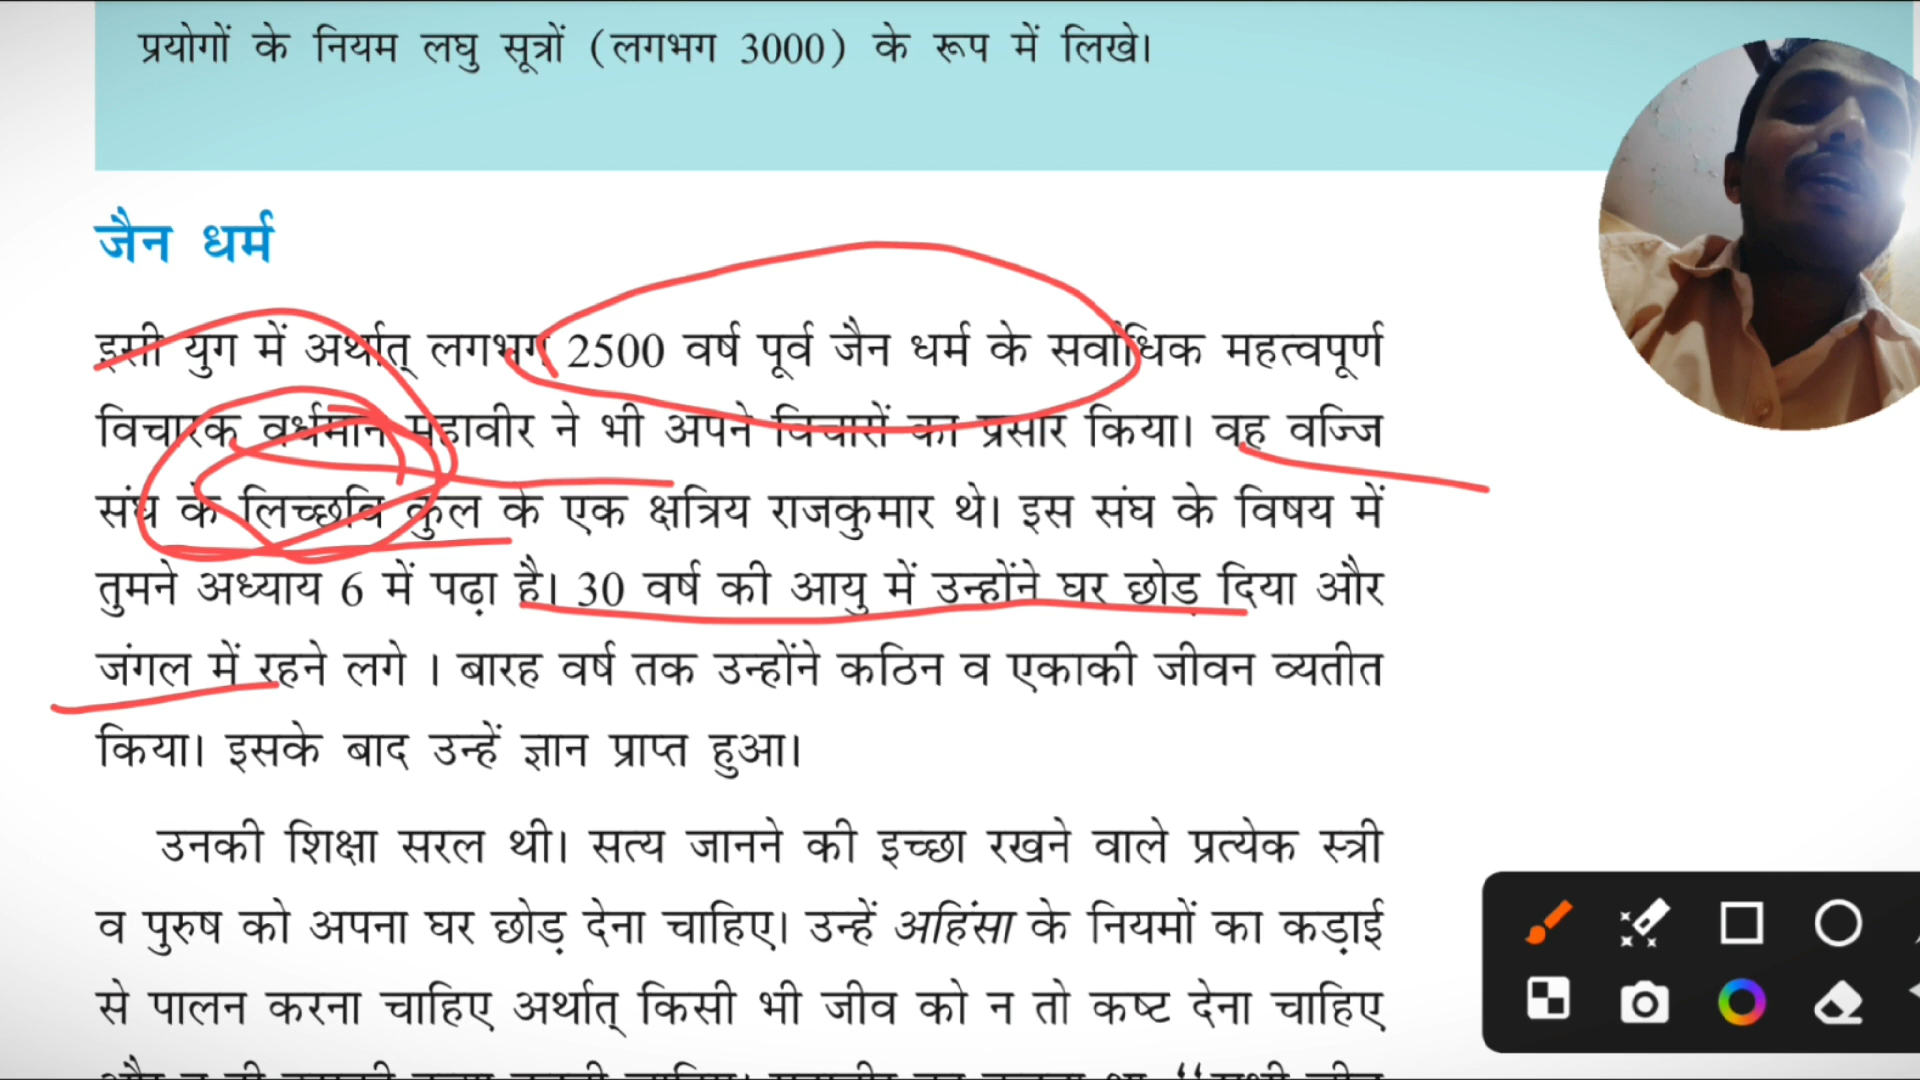 प्रयोगों के नियम लघु सूत्रों (लगभग 3000) के रूप में लिखे।
जैन धर्म
इसी युग में अर्थात् लगभग 2500 वर्ष पूर्व जैन धर्म के सर्वाधिक महत्वपूर्ण
विचारक वर्धमान महावीर ने भी अपने विचारों का प्रसार किया। वह वज्जि
संघ के लिच्छवि कुल के एक क्षत्रिय राजकुमार थे। इस संघ के विषय में
तुमने अध्याय 6 में पढ़ा है। 30 वर्ष की आयु में उन्होंने घर छोड़ दिया और
जंगल में रहने लगे । बारह वर्ष तक उन्होंने कठिन व एकाकी जीवन व्यतीत
किया। इसके बाद उन्हें ज्ञान प्राप्त हुआ।
उनकी शिक्षा सरल थी। सत्य जानने की इच्छा रखने वाले प्रत्येक स्त्री
व पुरुष को अपना घर छोड़ देना चाहिए। उन्हें अहिंसा के नियमों का कड़ाई
से पालन करना चाहिए अर्थात् किसी भी जीव को न तो कष्ट देना चाहिए